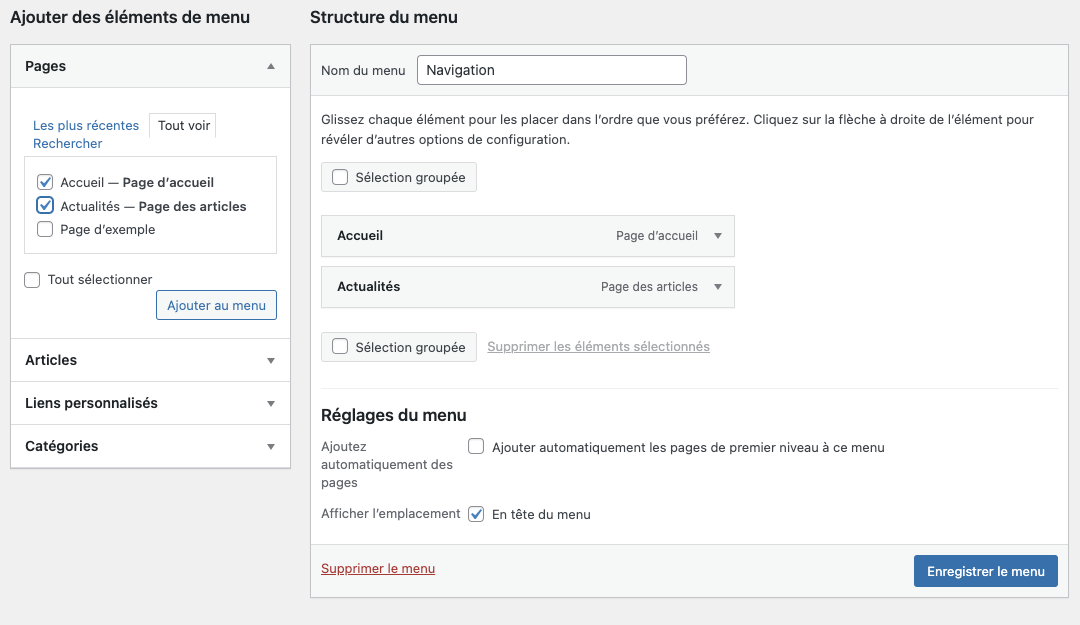 Ajouter des éléments de menu
Pages
Les plus récentes
Tout voir
Rechercher
Accueil — Page d’accueil
Actualités — Page des articles
Page d’exemple
Tout sélectionner
Ajouter au menu
Articles
Liens personnalisés
Catégories
Structure du menu
Nom du menu
Navigation
Glissez chaque élément pour les placer dans l’ordre que vous préférez. Cliquez sur la flèche à droite de l’élément pour
révéler d’autres options de configuration.
Sélection groupée
Accueil
Page d’accueil
Actualités
Page des articles
Sélection groupée
Supprimer les éléments sélectionnés
Réglages du menu
Ajoutez
automatiquement des
pages
Ajouter automatiquement les pages de premier niveau à ce menu
Afficher l’emplacement
En tête du menu
Supprimer le menu
Enregistrer le menu